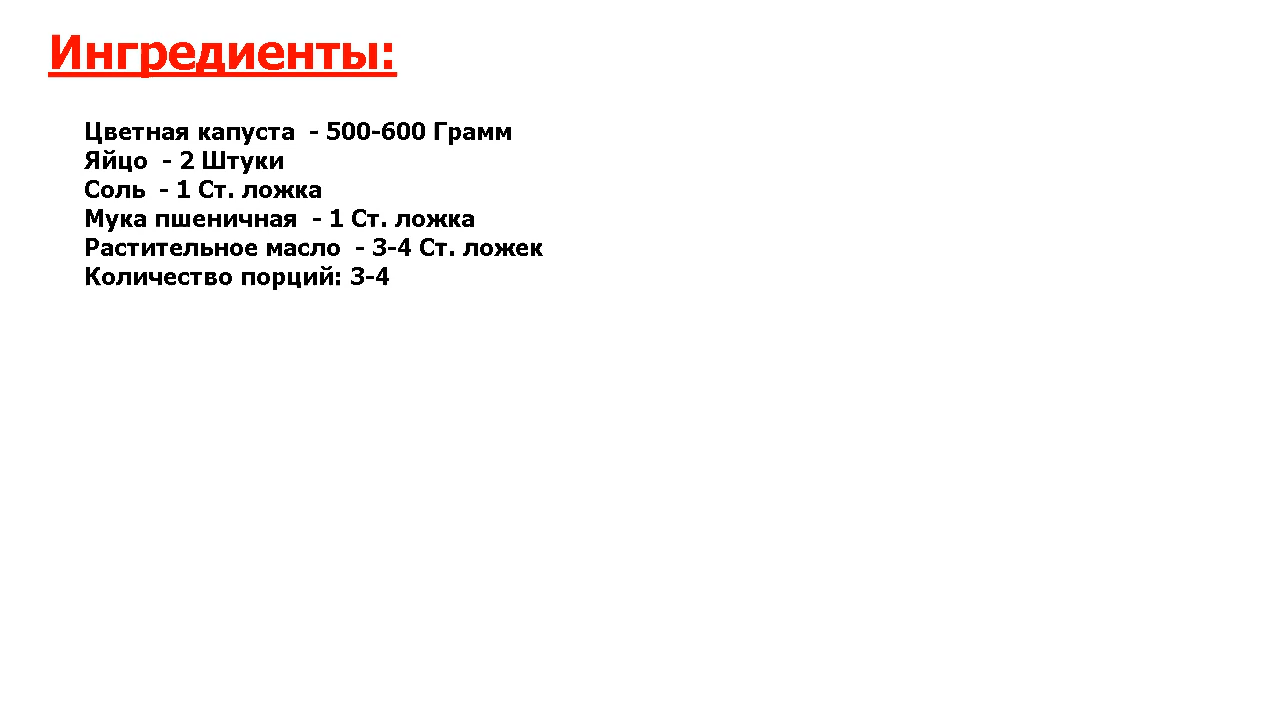 Ингредиенты:
Цветная капуста  - 500-600 Грамм
Яйцо  - 2 Штуки
Соль  - 1 Ст. ложка
Мука пшеничная  - 1 Ст. ложка
Растительное масло  - 3-4 Ст. ложек
Количество порций: 3-4